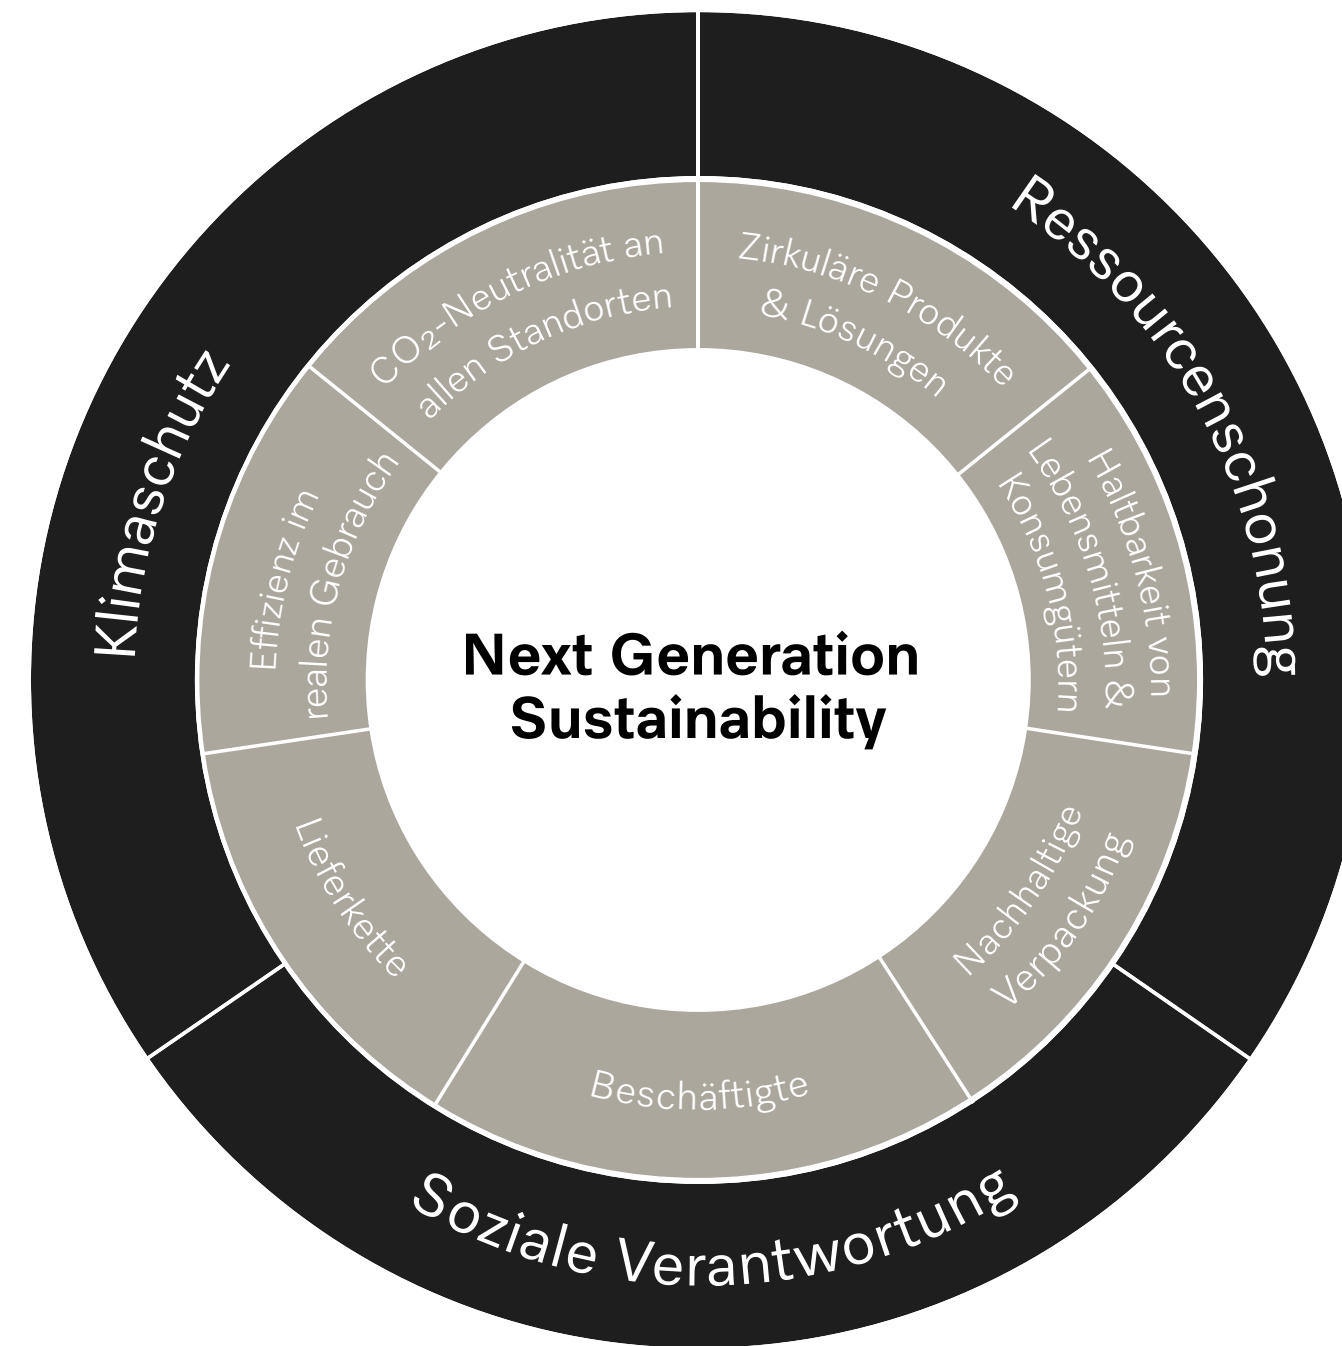 Next Generation
Sustainability
Klimaschutz
Ressourcenschonung
Soziale Verantwortung
CO₂-Neutralität an
allen Standorten
Zirkuläre Produkte
& Lösungen
Haltbarkeit von
Lebensmitteln &
Konsumgütern
Nachhaltige
Verpackung
Beschäftigte
Lieferkette
Effizienz im
realen Gebrauch